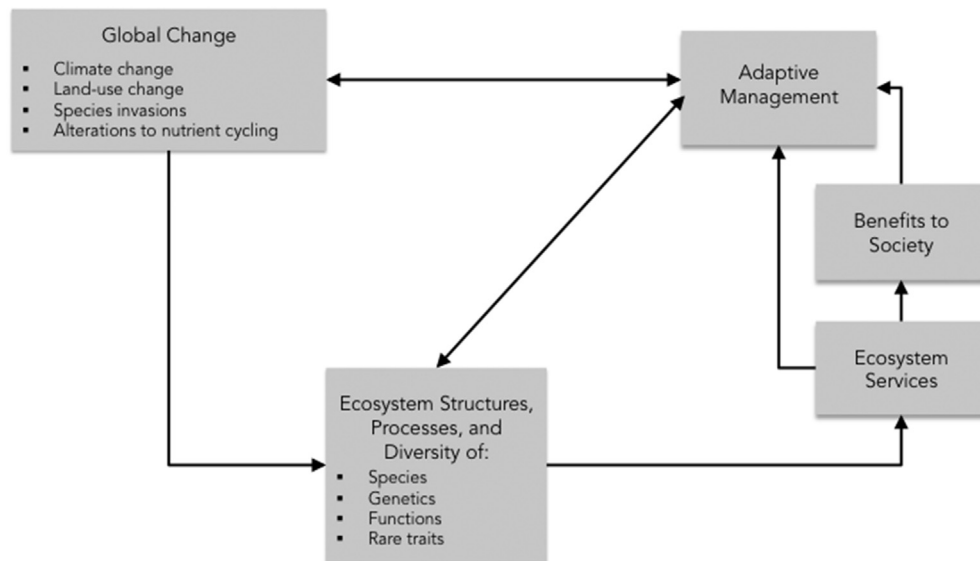 Global Change
▪ Climate change
▪ Land-use change
▪ Species invasions
▪ Alterations to nutrient cycling
Adaptive
Management
Benefits to
Society
Ecosystem
Services
Ecosystem Structures,
Processes, and
Diversity of:
▪ Species
▪ Genetics
▪ Functions
▪ Rare traits